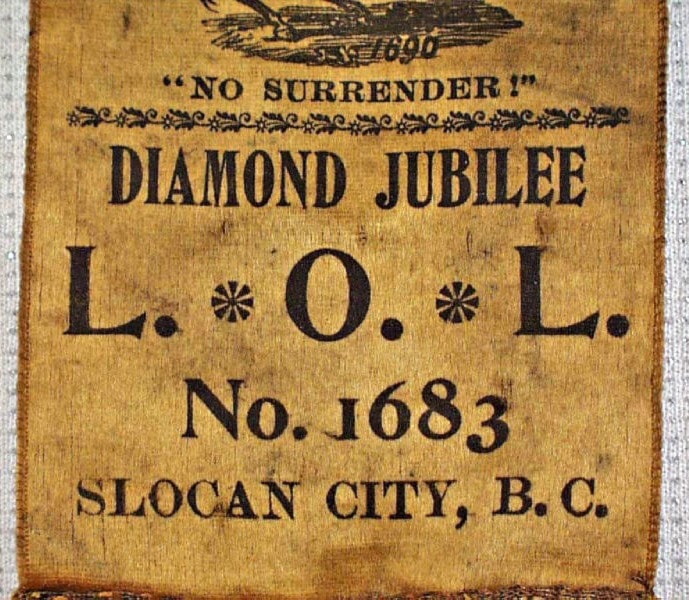 1690
"NO SURRENDER!"
DIAMOND JUBILEE
L. * O. * L.
No. 1683
SLOCAN CITY, B. C.